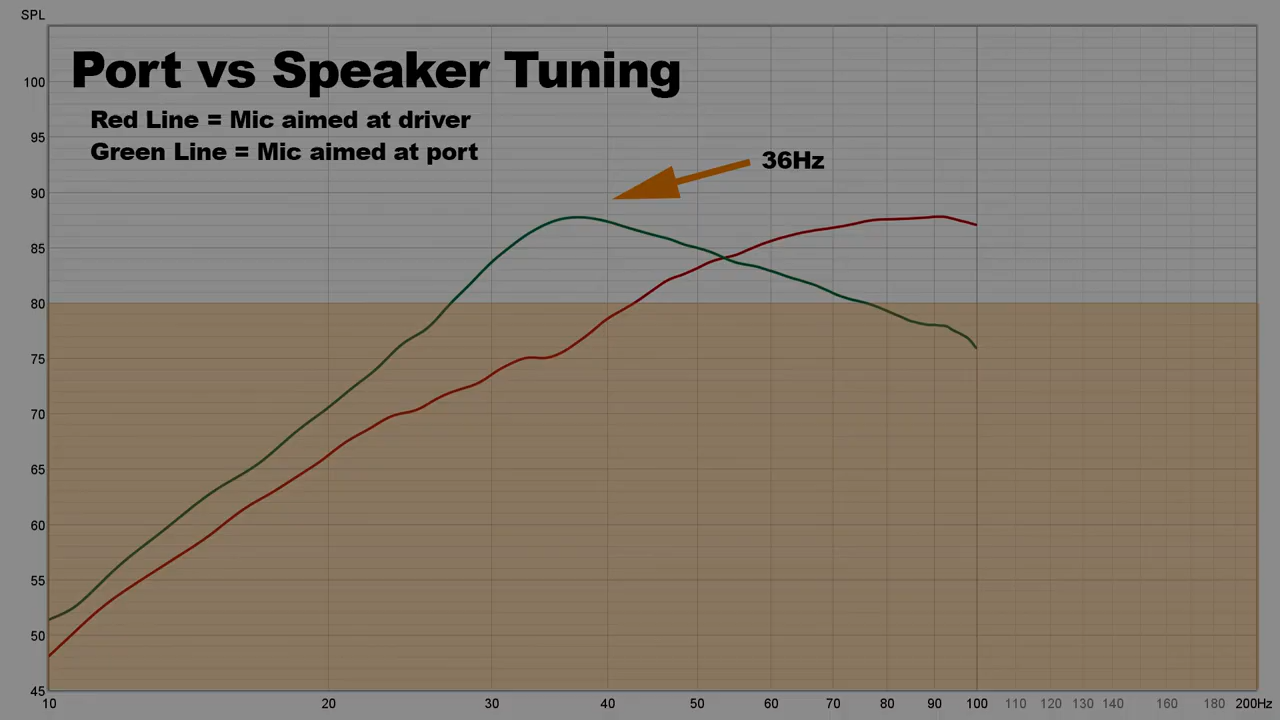 SPL
Port vs Speaker Tuning
Red Line = Mic aimed at driver
Green Line = Mic aimed at port
36Hz
100
95
90
85
80
75
70
65
60
55
50
45
10 20 30 40 50 60 70 80 90 100 110 120 130 140 160 180 200Hz